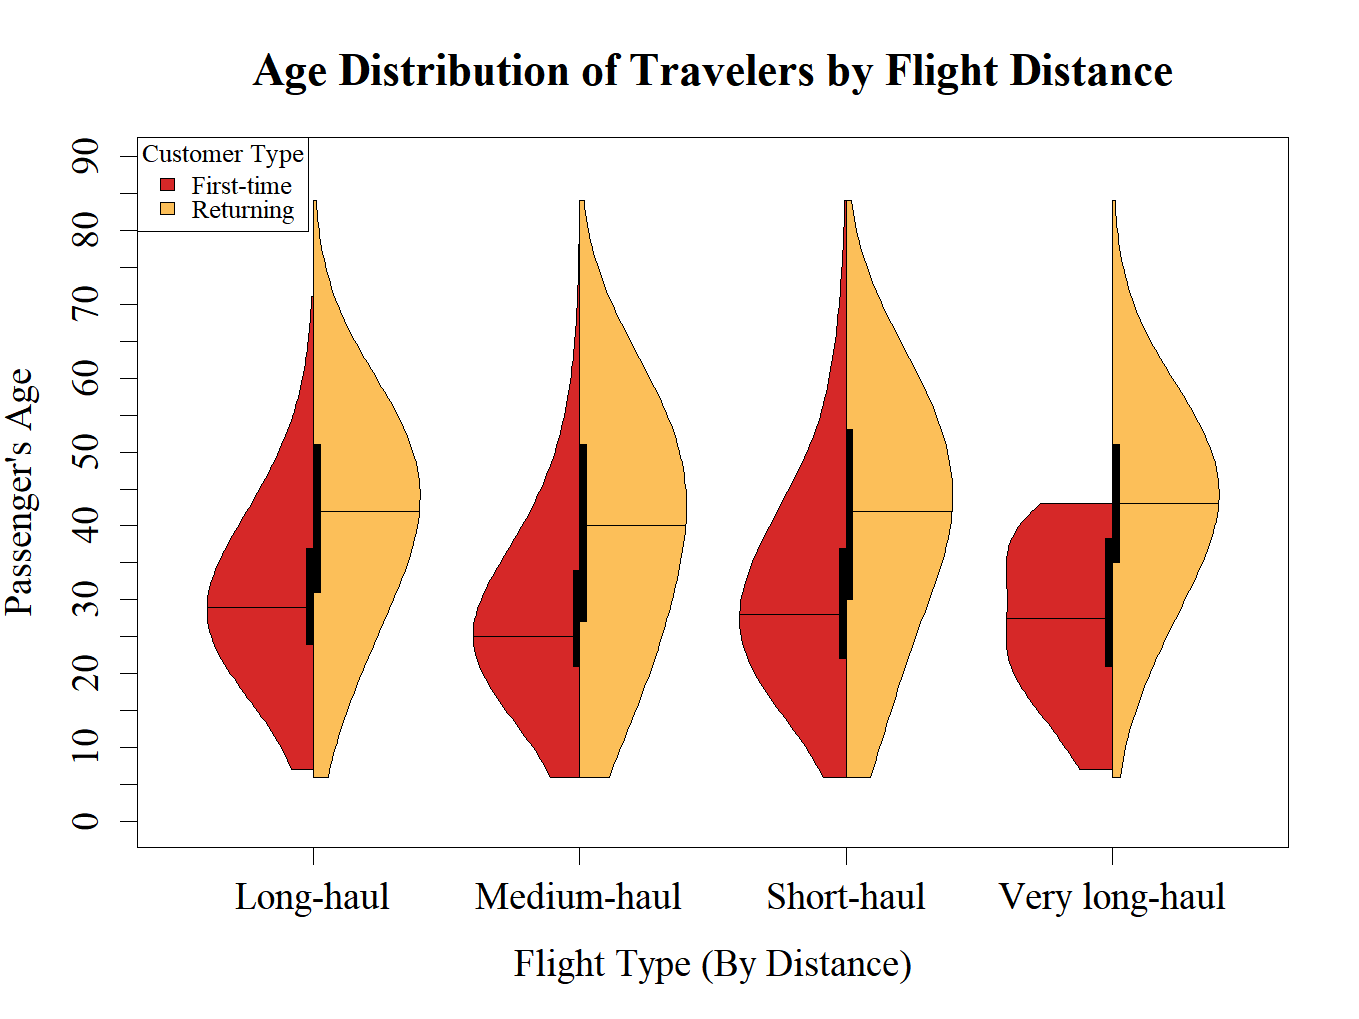 Age Distribution of Travelers by Flight Distance
Customer Type
First-time
Returning
Passenger's Age
90
80
70
60
50
40
30
20
10
0
Long-haul Medium-haul Short-haul Very long-haul
Flight Type (By Distance)